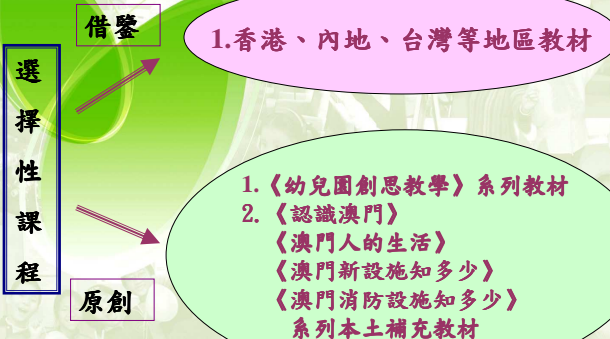 借鑒
1.香港、內地、台灣等地區教材
選擇性課程
1.《幼兒園創思教學》系列教材
2.《認識澳門》
《澳門人的生活》
《澳門新設施知多少》
《澳門消防設施知多少》
系列本土補充教材
原創